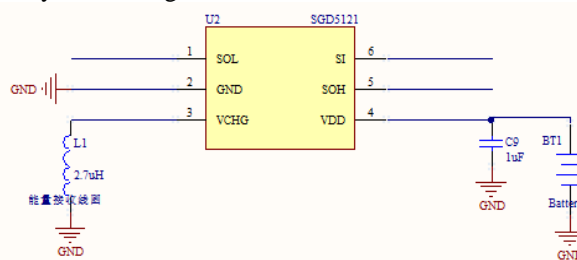 U2 SGD5121
1 SOL SI 6
GND 2 GND SOH 5
3 VCHG VDD 4
L1
2.7uH
能量接收线圈
GND
C9
1uF
GND
BT1
GND